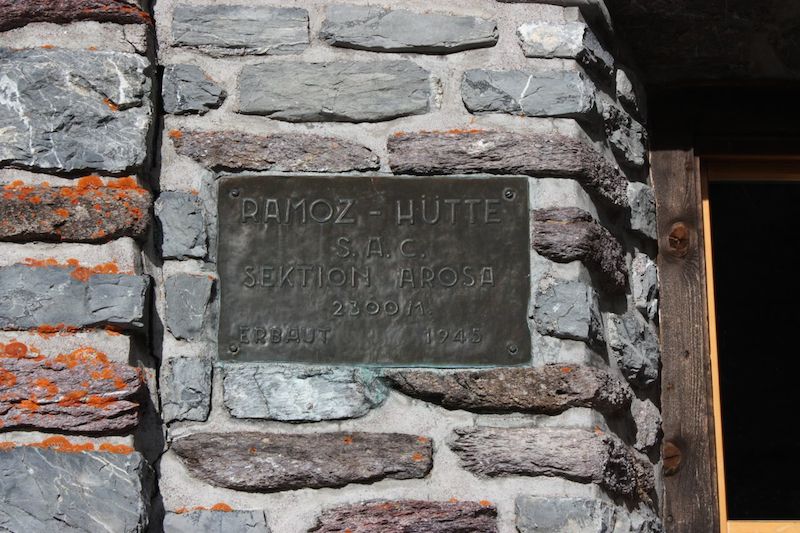 RAMOZ - HÜTTE
S.A.C.
SEKTION AROSA
2300 M.
ERBAUT 1945